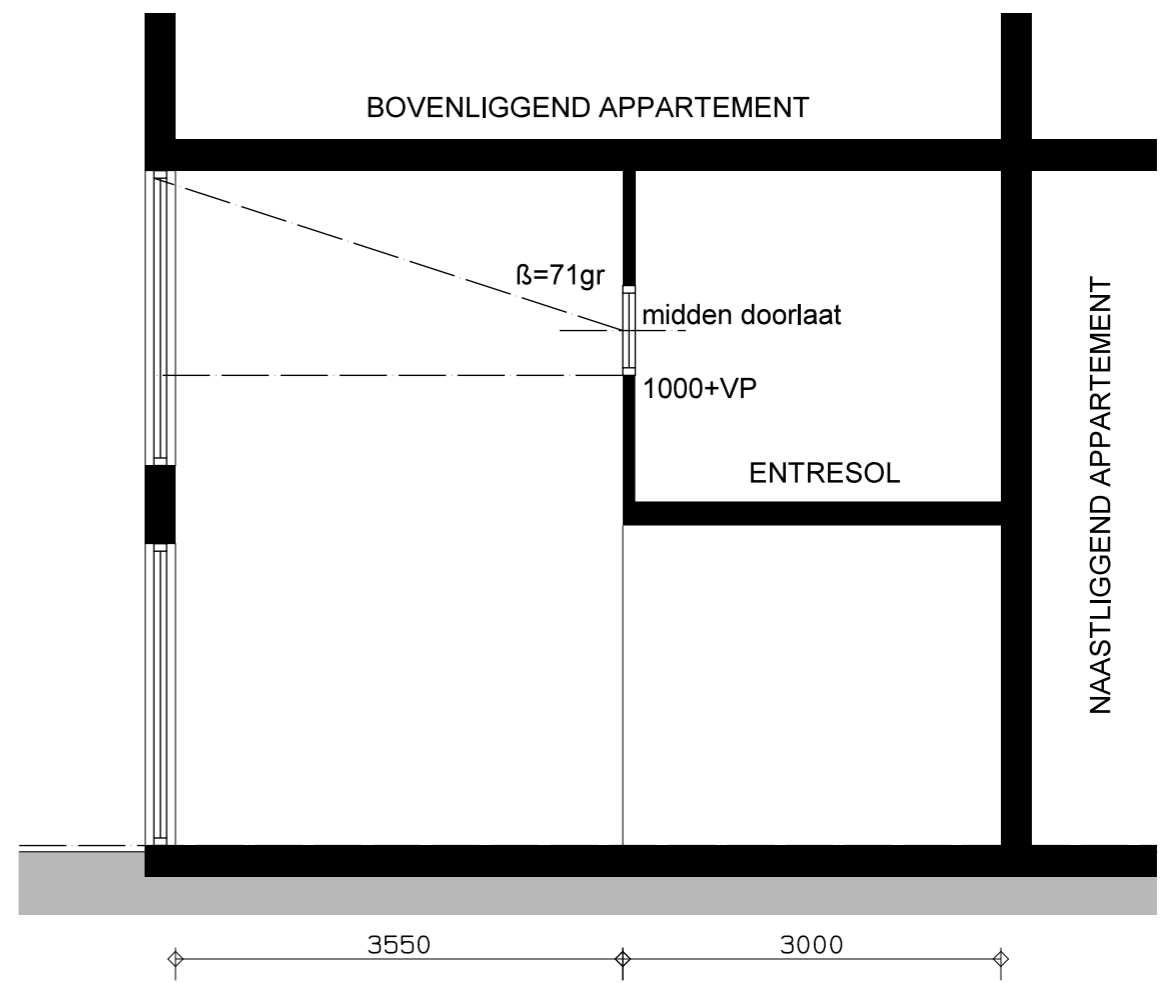 BOVENLIGGEND APPARTEMENT
ß=71gr
midden doorlaat
1000+VP
ENTRESOL
NAASTLIGGEND APPARTEMENT
3550
3000